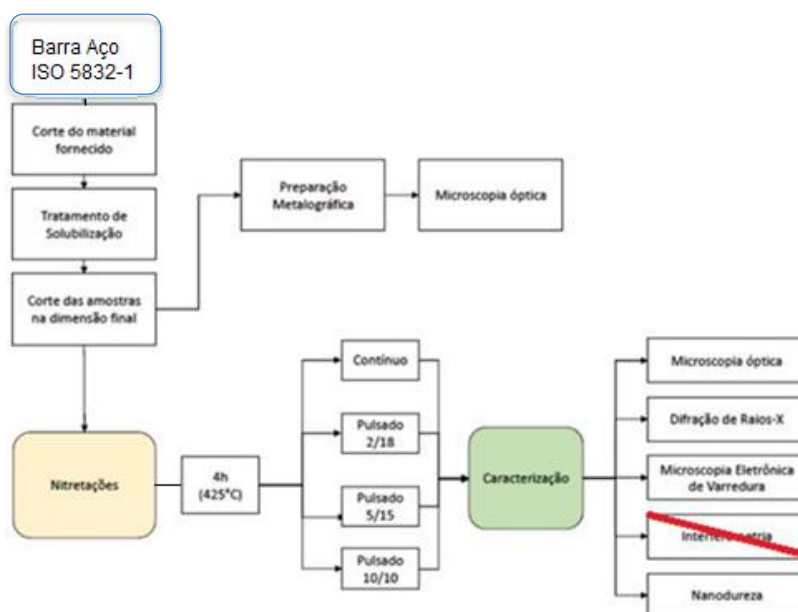 Barra Aço
ISO 5832-1
Corte do material
fornecido
Tratamento de
Solubilização
Corte das amostras
na dimensão final
Preparação
Metalográfica
Microscopia óptica
Nitretações
4h
(425°C)
Contínuo
Pulsado
2/18
Pulsado
5/15
Pulsado
10/10
Caracterização
Microscopia óptica
Difração de Raios-X
Microscopia Eletrônica
de Varredura
Interferometria
Nanodureza